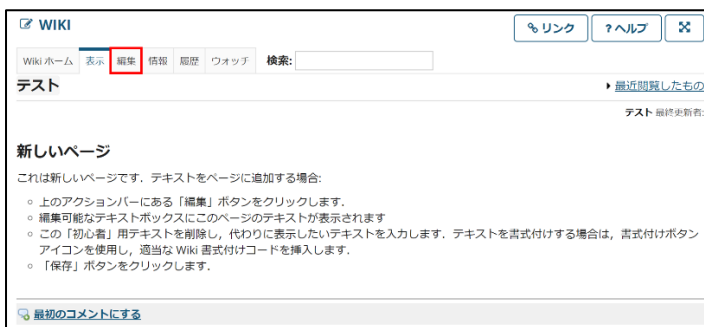 WIKI
リンク ?ヘルプ
Wiki ホーム 表示 編集 情報 履歴 ウォッチ 検索:
テスト
最近閲覧したもの
テスト 最終更新者:
新しいページ
これは新しいページです．テキストをページに追加する場合:
上のアクションバーにある「編集」ボタンをクリックします．
編集可能なテキストボックスにこのページのテキストが表示されます
この「初心者」用テキストを削除し，代わりに表示したいテキストを入力します．テキストを書式付けする場合は，書式付けボタン
アイコンを使用し，適当な Wiki 書式付けコードを挿入します．
「保存」ボタンをクリックします．
最初のコメントにする